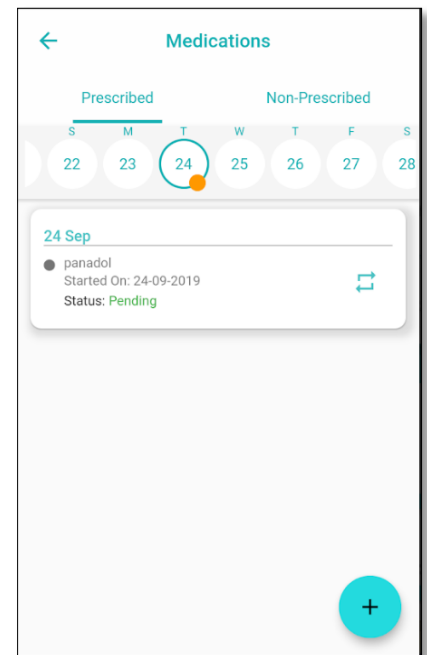 Medications
Prescribed Non-Prescribed
S M T W T F S
22 23 24 25 26 27 28
24 Sep
panadol
Started On: 24-09-2019
Status: Pending
+